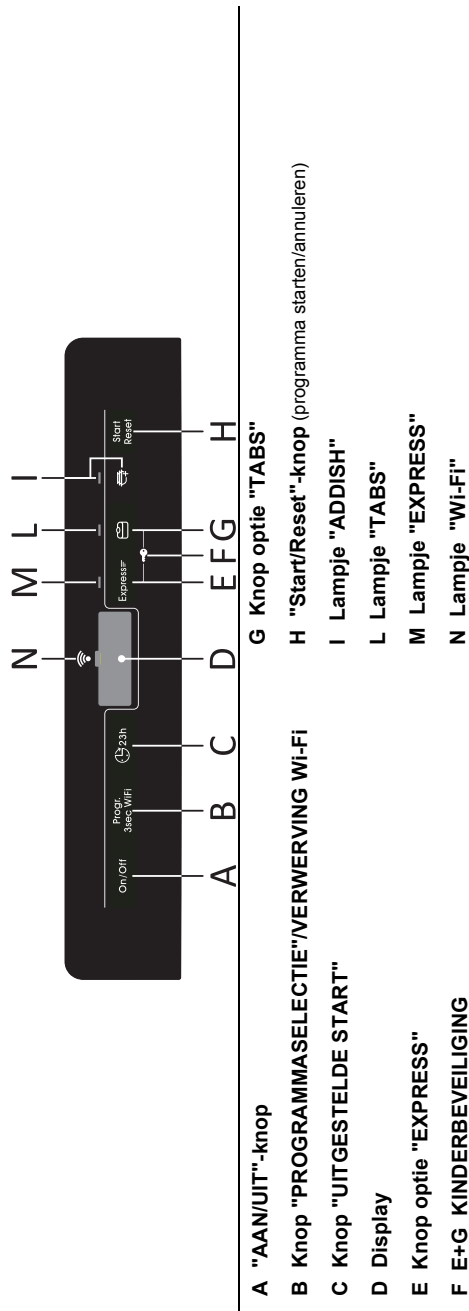 N M L I
On/Off
Progr.
3sec WiFi
23h
Express
Start
Reset
A B C D E F G H
A "AAN/UIT"-knop
B Knop "PROGRAMMASELECTIE"/VERWERVING Wi-Fi
C Knop "UITGESTELDE START"
D Display
E Knop optie "EXPRESS"
F E+G KINDERBEVEILIGING
G Knop optie "TABS"
H "Start/Reset"-knop (programma starten/annuleren)
I Lampje "ADDISH"
L Lampje "TABS"
M Lampje "EXPRESS"
N Lampje "Wi-Fi"